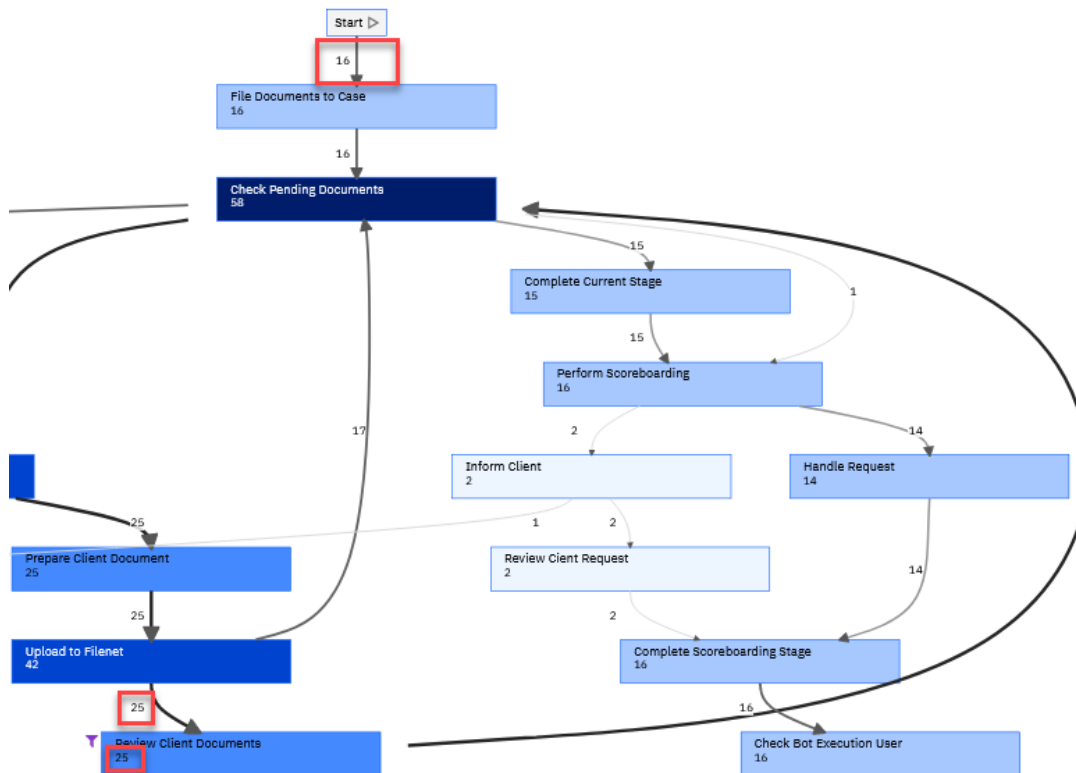 Start
16
File Documents to Case
16
16
Check Pending Documents
58
15
Complete Current Stage
15
1
15
Perform Scoreboarding
16
17
2
14
Inform Client
2
Handle Request
14
25
1
2
Prepare Client Document
25
Review Cient Request
2
14
25
2
Upload to Filenet
42
Complete Scoreboarding Stage
16
25
16
Review Client Documents
25
Check Bot Execution User
16